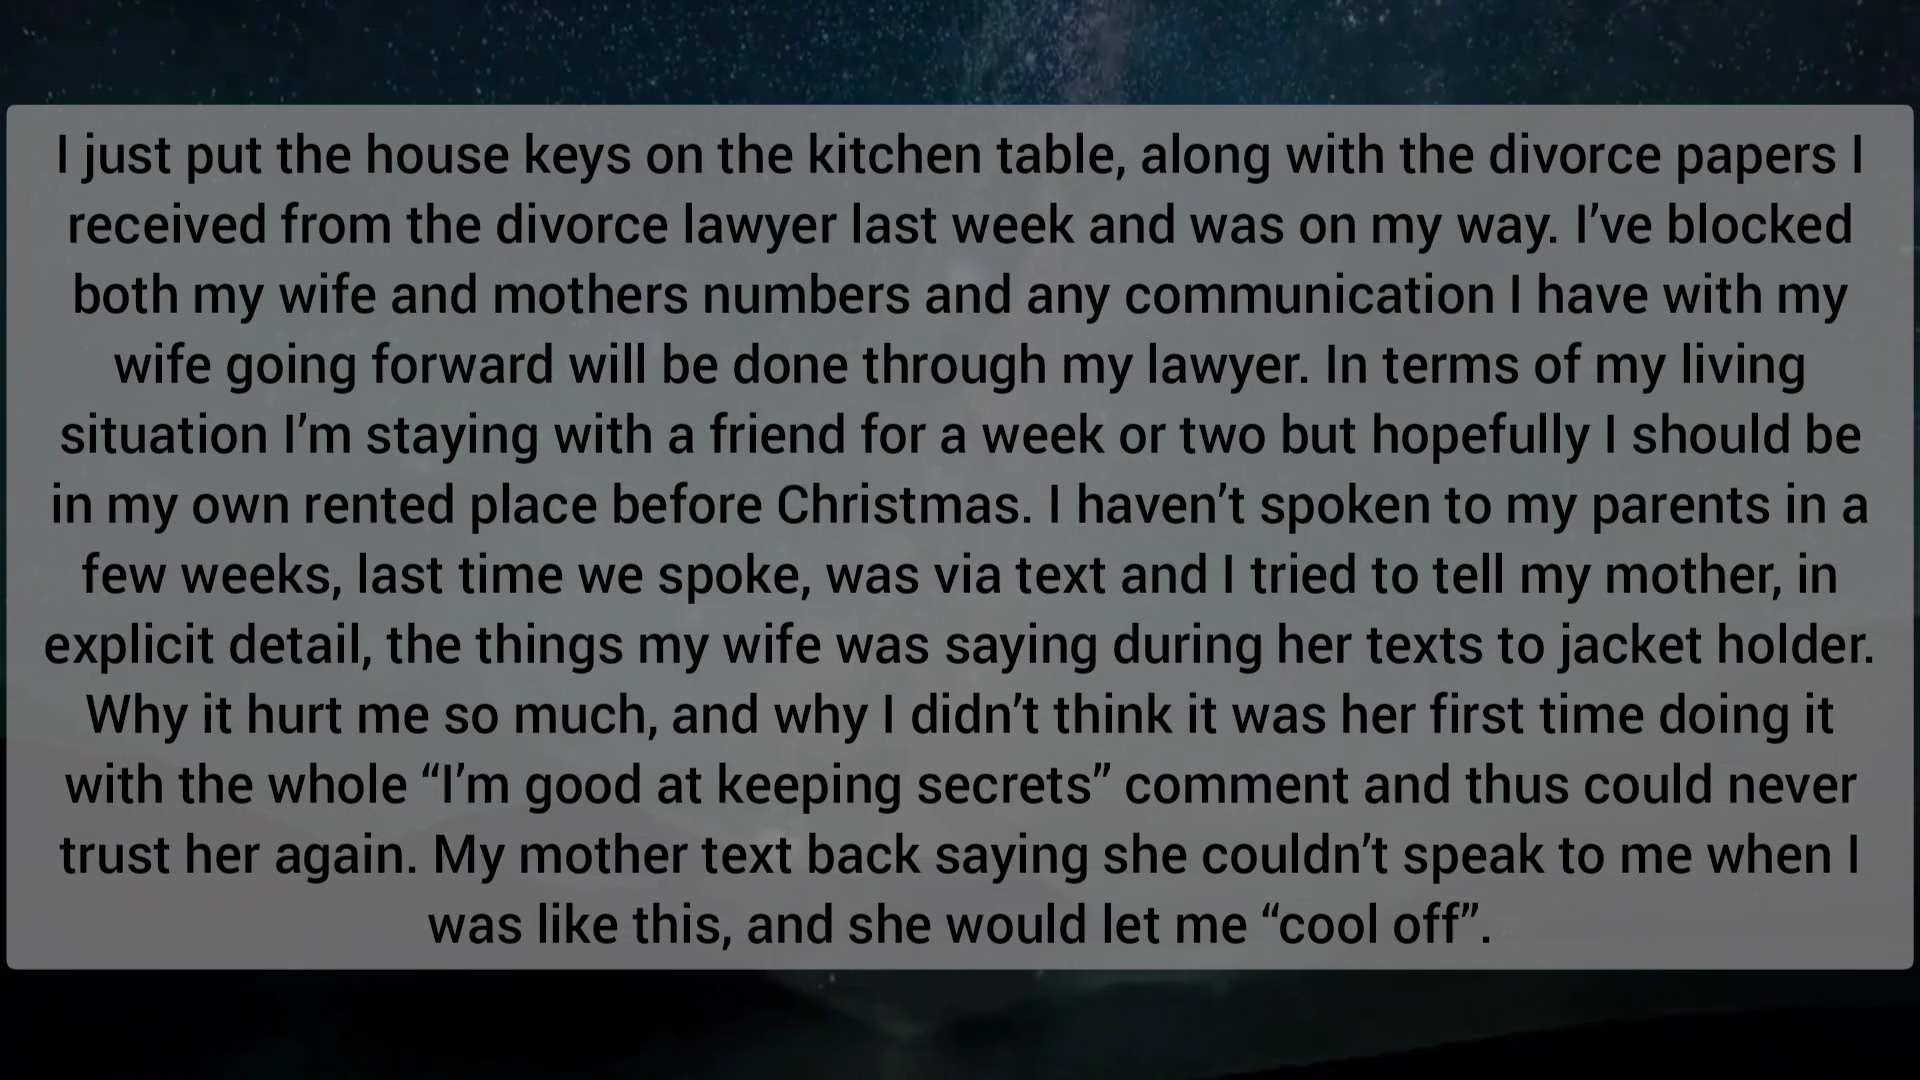 I just put the house keys on the kitchen table, along with the divorce papers I
received from the divorce lawyer last week and was on my way. I’ve blocked
both my wife and mothers numbers and any communication I have with my
wife going forward will be done through my lawyer. In terms of my living
situation I’m staying with a friend for a week or two but hopefully I should be
in my own rented place before Christmas. I haven’t spoken to my parents in a
few weeks, last time we spoke, was via text and I tried to tell my mother, in
explicit detail, the things my wife was saying during her texts to jacket holder.
Why it hurt me so much, and why I didn’t think it was her first time doing it
with the whole “I’m good at keeping secrets” comment and thus could never
trust her again. My mother text back saying she couldn’t speak to me when I
was like this, and she would let me “cool off”.